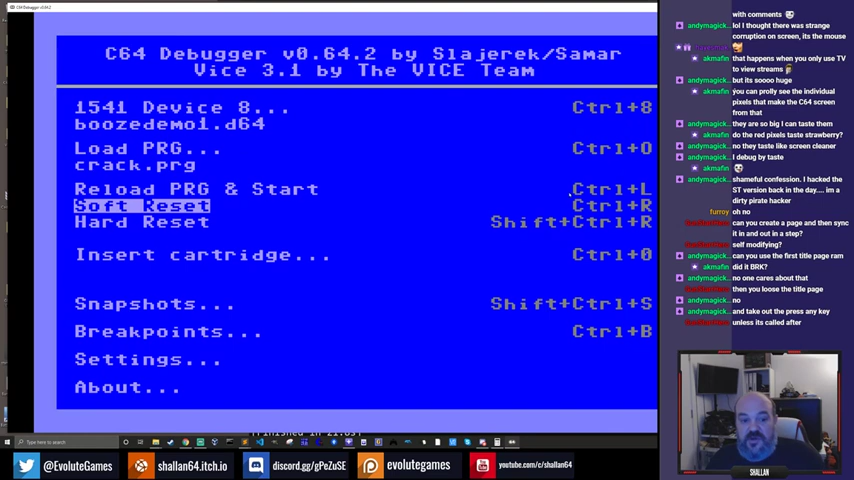 C64 Debugger v0.64.2
C64 Debugger v0.64.2 by Slajerek/Samar
Vice 3.1 by The VICE Team
1541 Device 8... Ctrl+8
boozedemo1.d64
Load PRG... Ctrl+O
crack.prg
Reload PRG & Start Ctrl+L
Soft Reset Ctrl+R
Hard Reset Shift+Ctrl+R
Insert cartridge... Ctrl+0
Snapshots... Shift+Ctrl+S
Breakpoints... Ctrl+B
Settings...
About...
Type here to search
@EvoluteGames
shallan64.itch.io
discord.gg/gPeZuSE
evolutegames
youtube.com/c/shallan64
with comments
andymagick.. lol I thought there was strange
corruption on screen, its the mouse
akmafin that happens when you only use TV
to view streams
andymagick.. but its soooo huge
akmafin you can prolly see the individual
pixels that make the C64 screen
from that
andymagick.. they are so big I can taste them
akmafin do the red pixels taste strawberry?
andymagick.. no they taste like screen cleaner
andymagick.. I debug by taste
akmafin
andymagick.. shameful confession. I hacked the
ST version back in the day.... im a
dirty pirate hacker
furroy oh no
can you create a page and then sync
it in and out in a step?
self modifying?
andymagick.. can you use the first title page ram
akmafin did it BRK?
andymagick.. no one cares about that
then you loose the title page
andymagick.. no
andymagick.. and take out the press any key
unless its called after
SHALLAN